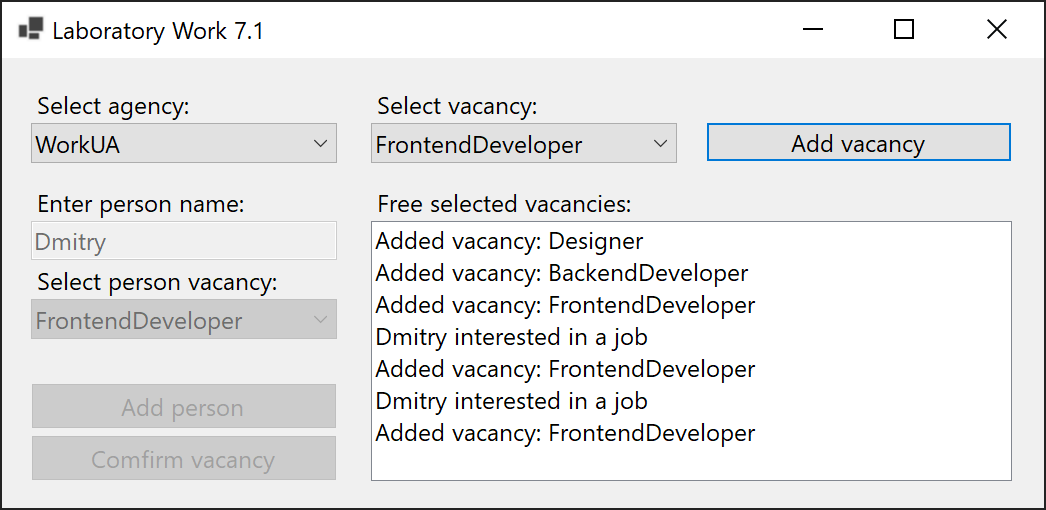 Laboratory Work 7.1
Select agency:
WorkUA
Select vacancy:
FrontendDeveloper
Add vacancy
Enter person name:
Dmitry
Select person vacancy:
FrontendDeveloper
Add person
Comfirm vacancy
Free selected vacancies:
Added vacancy: Designer
Added vacancy: BackendDeveloper
Added vacancy: FrontendDeveloper
Dmitry interested in a job
Added vacancy: FrontendDeveloper
Dmitry interested in a job
Added vacancy: FrontendDeveloper